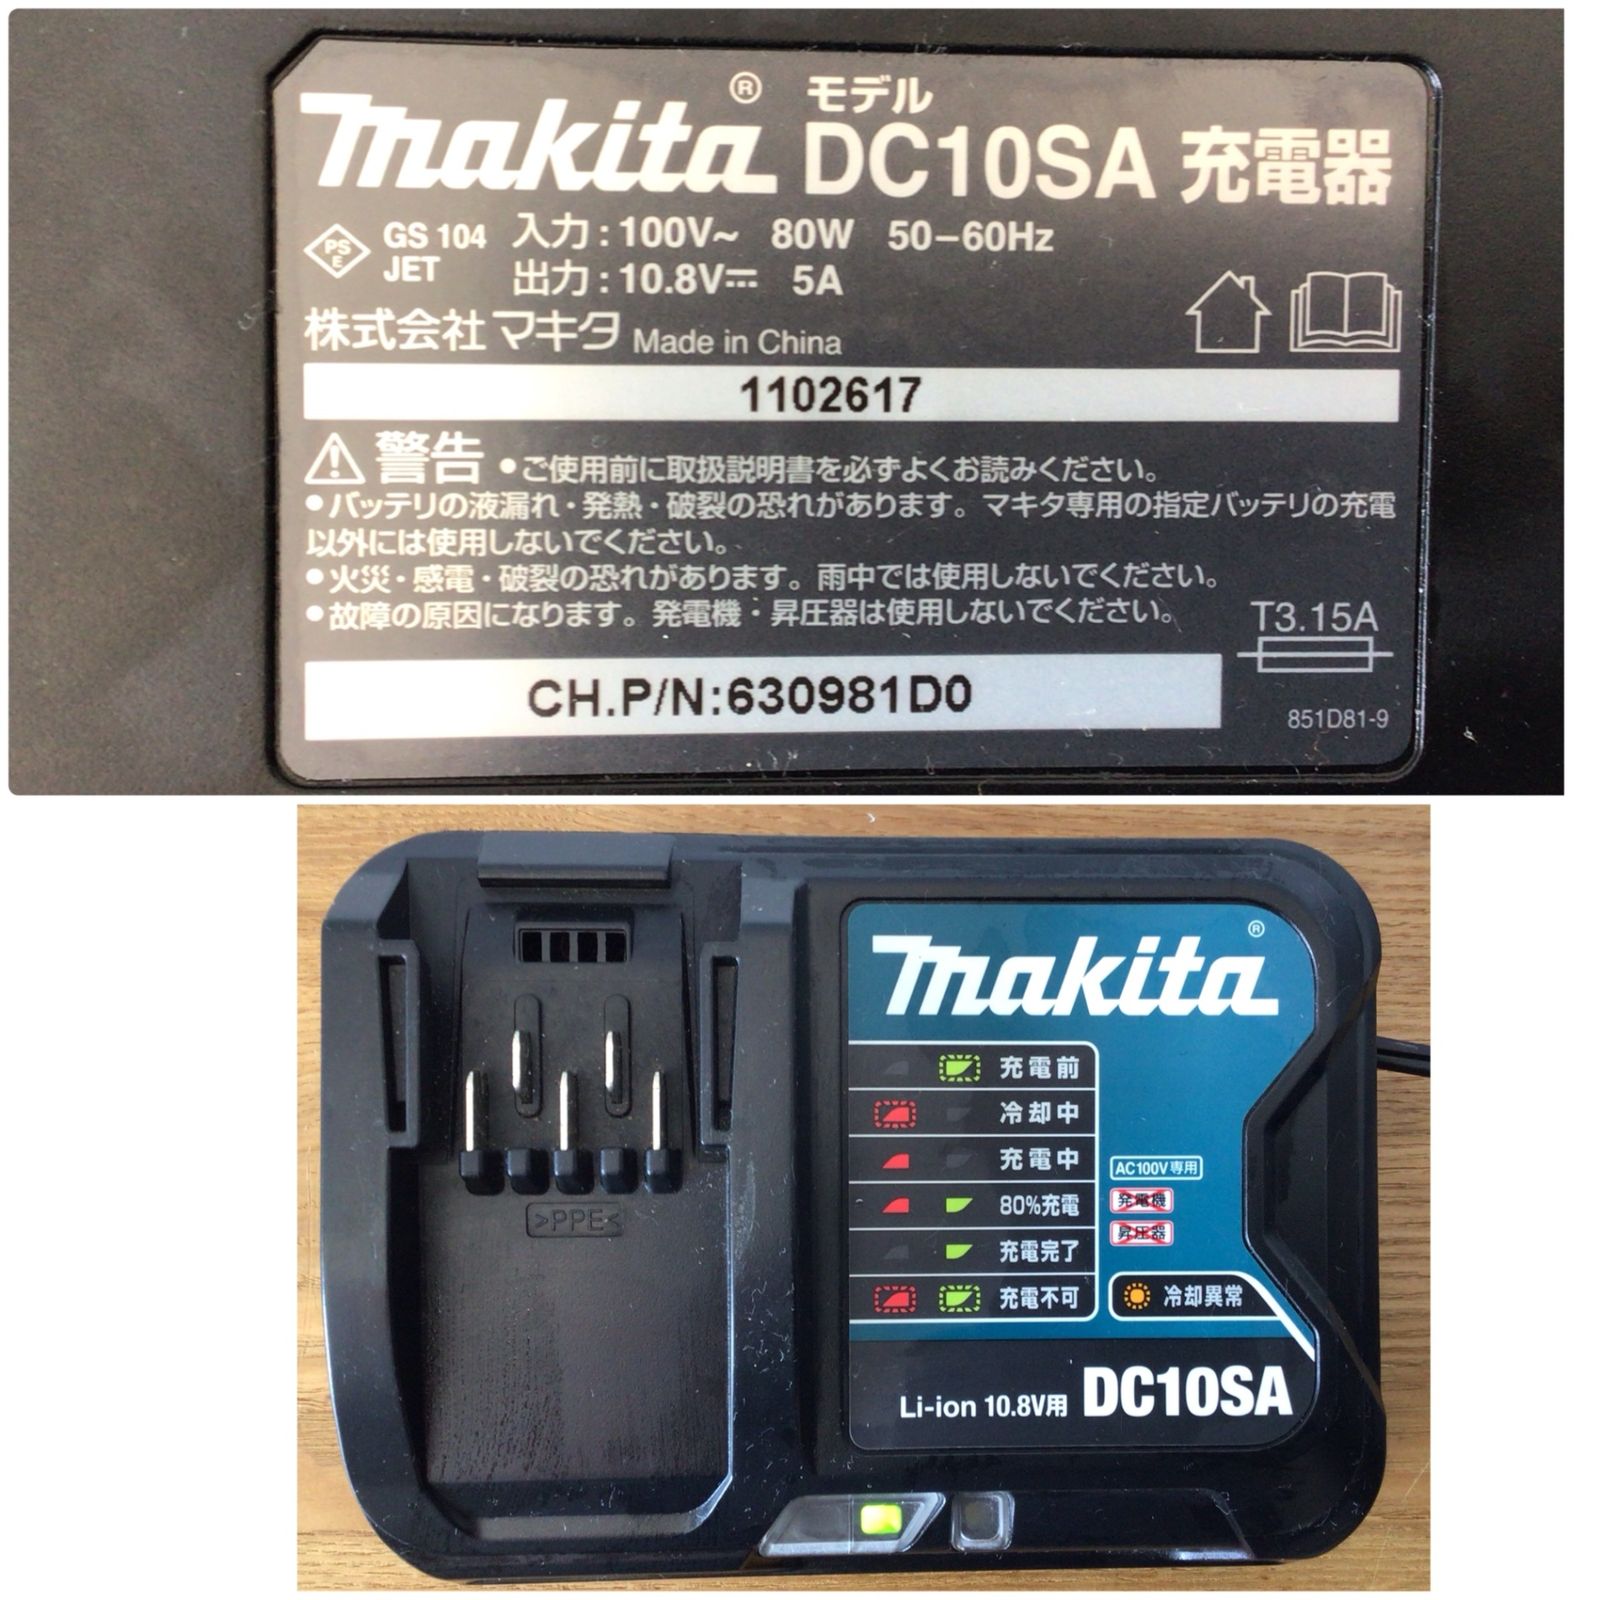 makita® モデル
DC10SA 充電器
PSE GS 104 JET
入力:100V~ 80W 50-60Hz
出力:10.8V⎓ 5A
株式会社マキタ Made in China
1102617
警告 •ご使用前に取扱説明書を必ずよくお読みください。
•バッテリの液漏れ・発熱・破裂の恐れがあります。マキタ専用の指定バッテリの充電
以外には使用しないでください。
•火災・感電・破裂の恐れがあります。雨中では使用しないでください。
•故障の原因になります。発電機・昇圧器は使用しないでください。
T3.15A
CH.P/N:630981D0
851D81-9
makita®
充電前
冷却中
充電中
80%充電
充電完了
充電不可
AC100V専用
発電機
昇圧器
冷却異常
Li-ion 10.8V用 DC10SA
>PPE<